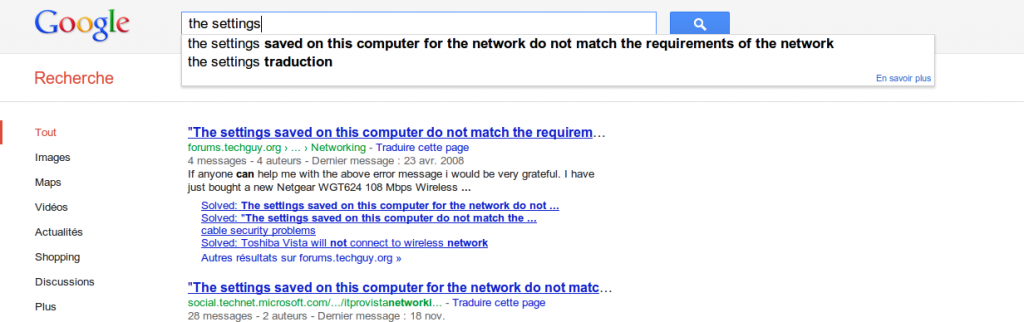 Google
the settings
the settings saved on this computer for the network do not match the requirements of the network
the settings traduction
En savoir plus
Recherche
Tout
Images
Maps
Vidéos
Actualités
Shopping
Discussions
Plus
"The settings saved on this computer do not match the requirem...
forums.techguy.org › ... › Networking - Traduire cette page
4 messages - 4 auteurs - Dernier message : 23 avr. 2008
If anyone can help me with the above error message i would be very grateful. I have
just bought a new Netgear WGT624 108 Mbps Wireless ...
Solved: The settings saved on this computer for the network do not ...
Solved: "The settings saved on this computer do not match the ...
cable security problems
Solved: Toshiba Vista will not connect to wireless network
Autres résultats sur forums.techguy.org »
"The settings saved on this computer for the network do not matc...
social.technet.microsoft.com/.../itprovistanetworki... - Traduire cette page
28 messages - 2 auteurs - Dernier message : 18 nov.